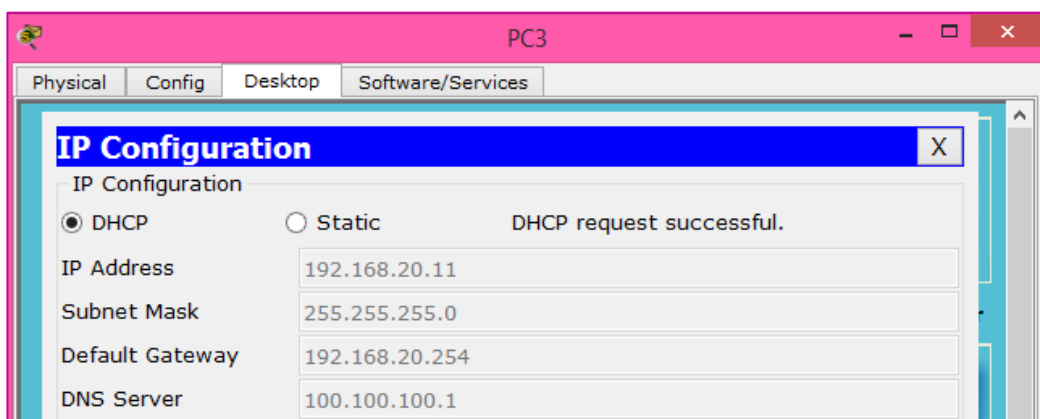 PC3
Physical Config Desktop Software/Services
IP Configuration X
IP Configuration
DHCP Static DHCP request successful.
IP Address 192.168.20.11
Subnet Mask 255.255.255.0
Default Gateway 192.168.20.254
DNS Server 100.100.100.1